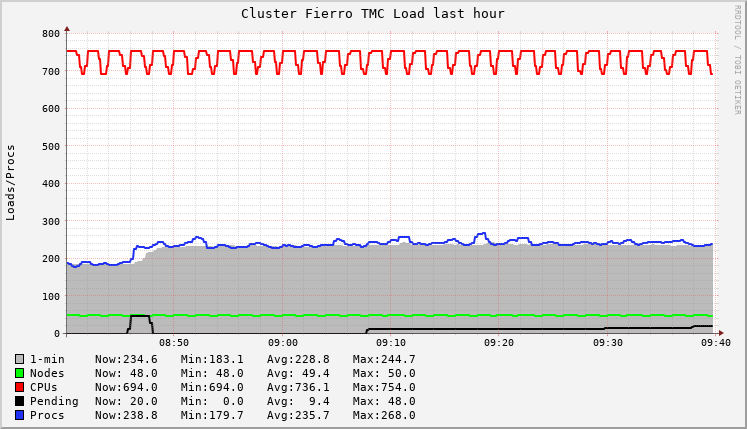 Cluster Fierro TMC Load last hour
RRDTOOL / TOBI OETIKER
Loads/Procs
800
700
600
500
400
300
200
100
0
08:50 09:00 09:10 09:20 09:30 09:40
1-min Now:234.6 Min:183.1 Avg:228.8 Max:244.7
Nodes Now: 48.0 Min: 48.0 Avg: 49.4 Max: 50.0
CPUs Now:694.0 Min:694.0 Avg:736.1 Max:754.0
Pending Now: 20.0 Min: 0.0 Avg: 9.4 Max: 48.0
Procs Now:238.8 Min:179.7 Avg:235.7 Max:268.0